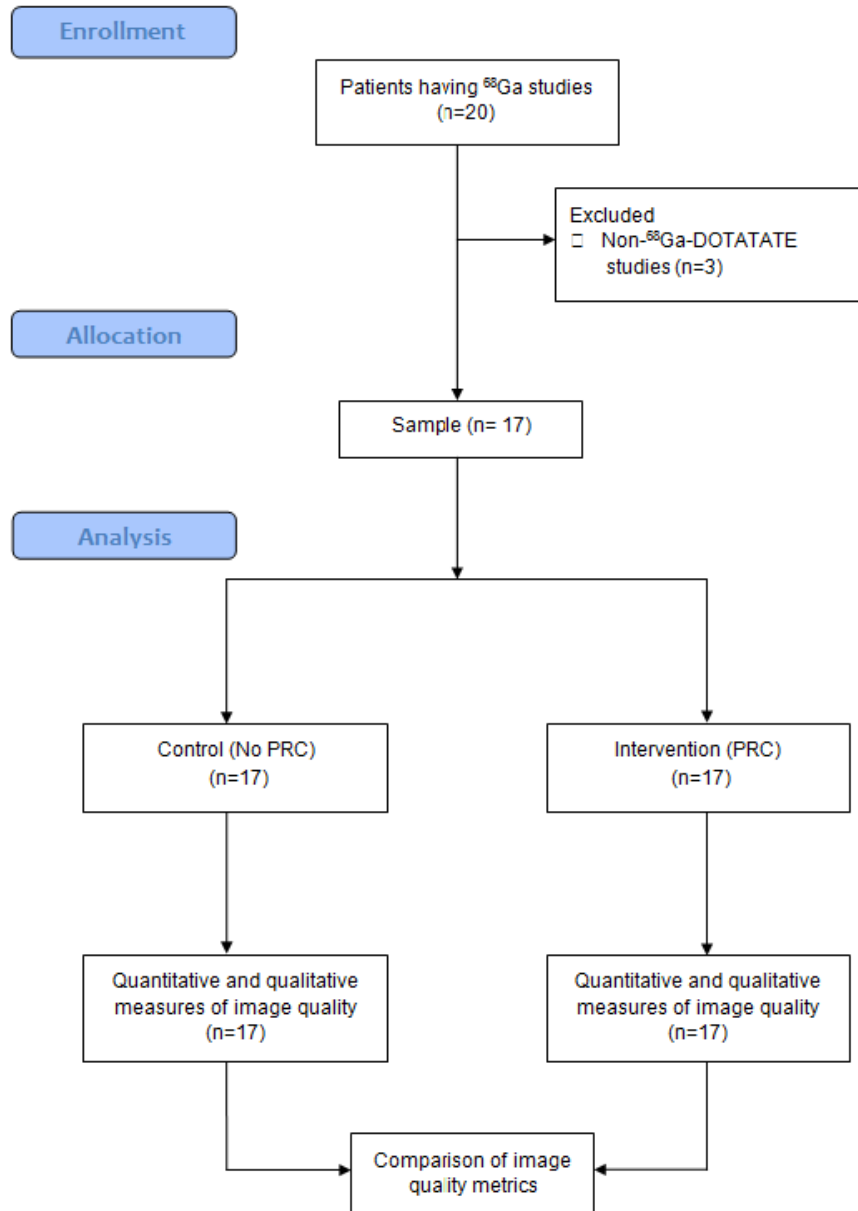 Enrollment
Patients having ⁶⁸Ga studies
(n=20)
Excluded
□ Non-⁶⁸Ga-DOTATATE
studies (n=3)
Allocation
Sample (n= 17)
Analysis
Control (No PRC)
(n=17)
Intervention (PRC)
(n=17)
Quantitative and qualitative
measures of image quality
(n=17)
Quantitative and qualitative
measures of image quality
(n=17)
Comparison of image
quality metrics